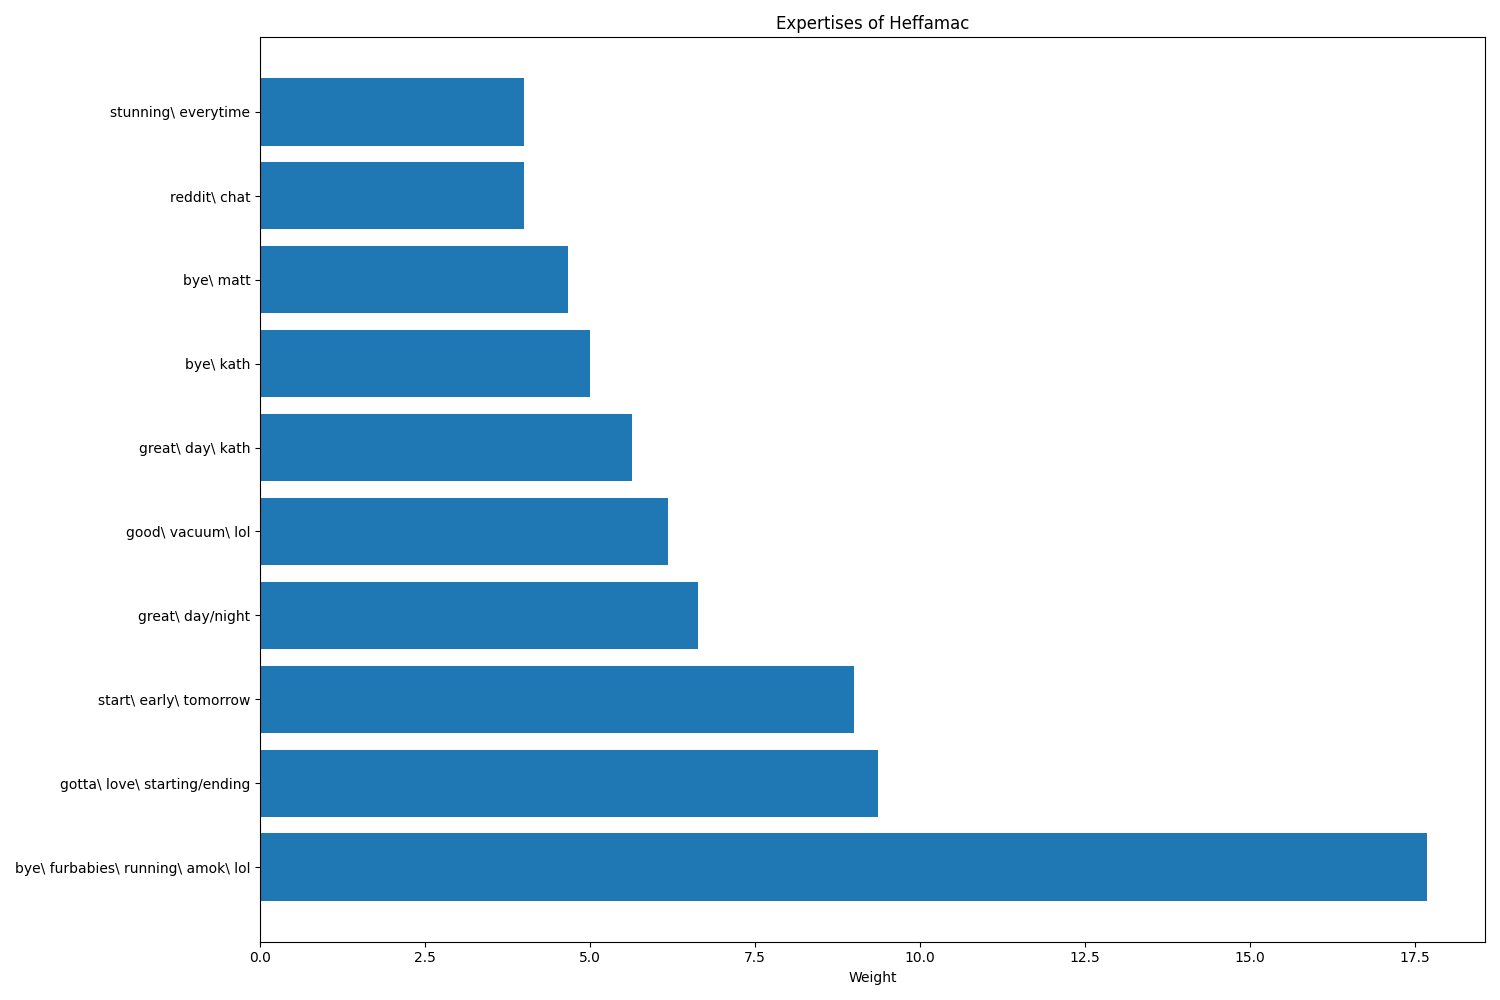 Expertises of Heffamac
stunning\ everytime
reddit\ chat
bye\ matt
bye\ kath
great\ day\ kath
good\ vacuum\ lol
great\ day/night
start\ early\ tomorrow
gotta\ love\ starting/ending
bye\ furbabies\ running\ amok\ lol
0.0 2.5 5.0 7.5 10.0 12.5 15.0 17.5
Weight